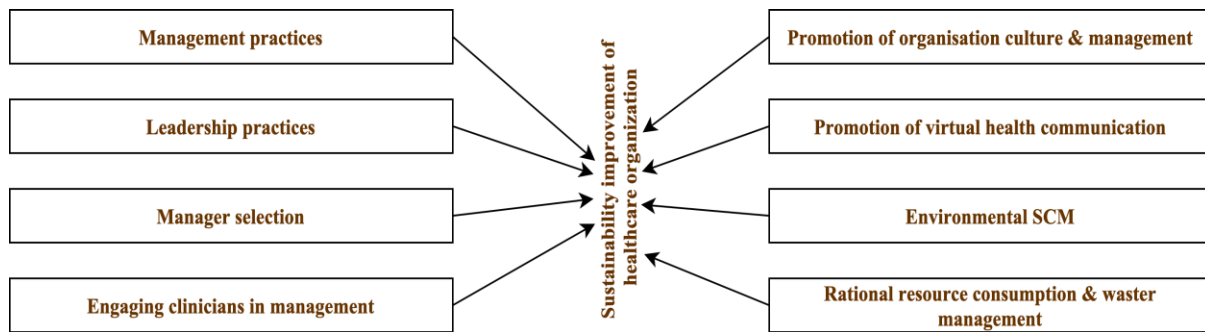 Management practices
Leadership practices
Manager selection
Engaging clinicians in management
Sustainability improvement of
healthcare organization
Promotion of organisation culture & management
Promotion of virtual health communication
Environmental SCM
Rational resource consumption & waster
management